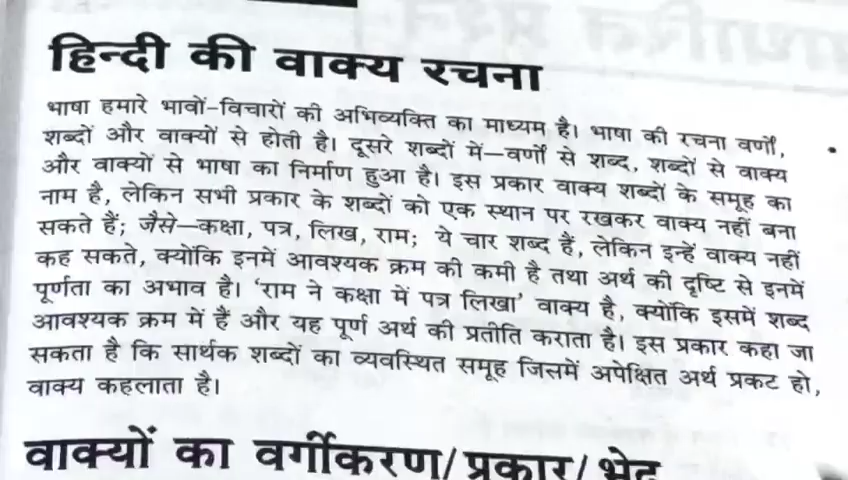 हिन्दी की वाक्य रचना
भाषा हमारे भावों-विचारों की अभिव्यक्ति का माध्यम है। भाषा की रचना वर्णों,
शब्दों और वाक्यों से होती है। दूसरे शब्दों में—वर्णों से शब्द, शब्दों से वाक्य
और वाक्यों से भाषा का निर्माण हुआ है। इस प्रकार वाक्य शब्दों के समूह का
नाम है, लेकिन सभी प्रकार के शब्दों को एक स्थान पर रखकर वाक्य नहीं बना
सकते हैं; जैसे—कक्षा, पत्र, लिख, राम; ये चार शब्द हैं, लेकिन इन्हें वाक्य नहीं
कह सकते, क्योंकि इनमें आवश्यक क्रम की कमी है तथा अर्थ की दृष्टि से इनमें
पूर्णता का अभाव है। ‘राम ने कक्षा में पत्र लिखा’ वाक्य है, क्योंकि इसमें शब्द
आवश्यक क्रम में हैं और यह पूर्ण अर्थ की प्रतीति कराता है। इस प्रकार कहा जा
सकता है कि सार्थक शब्दों का व्यवस्थित समूह जिसमें अपेक्षित अर्थ प्रकट हो,
वाक्य कहलाता है।
वाक्यों का वर्गीकरण/प्रकार/भेद